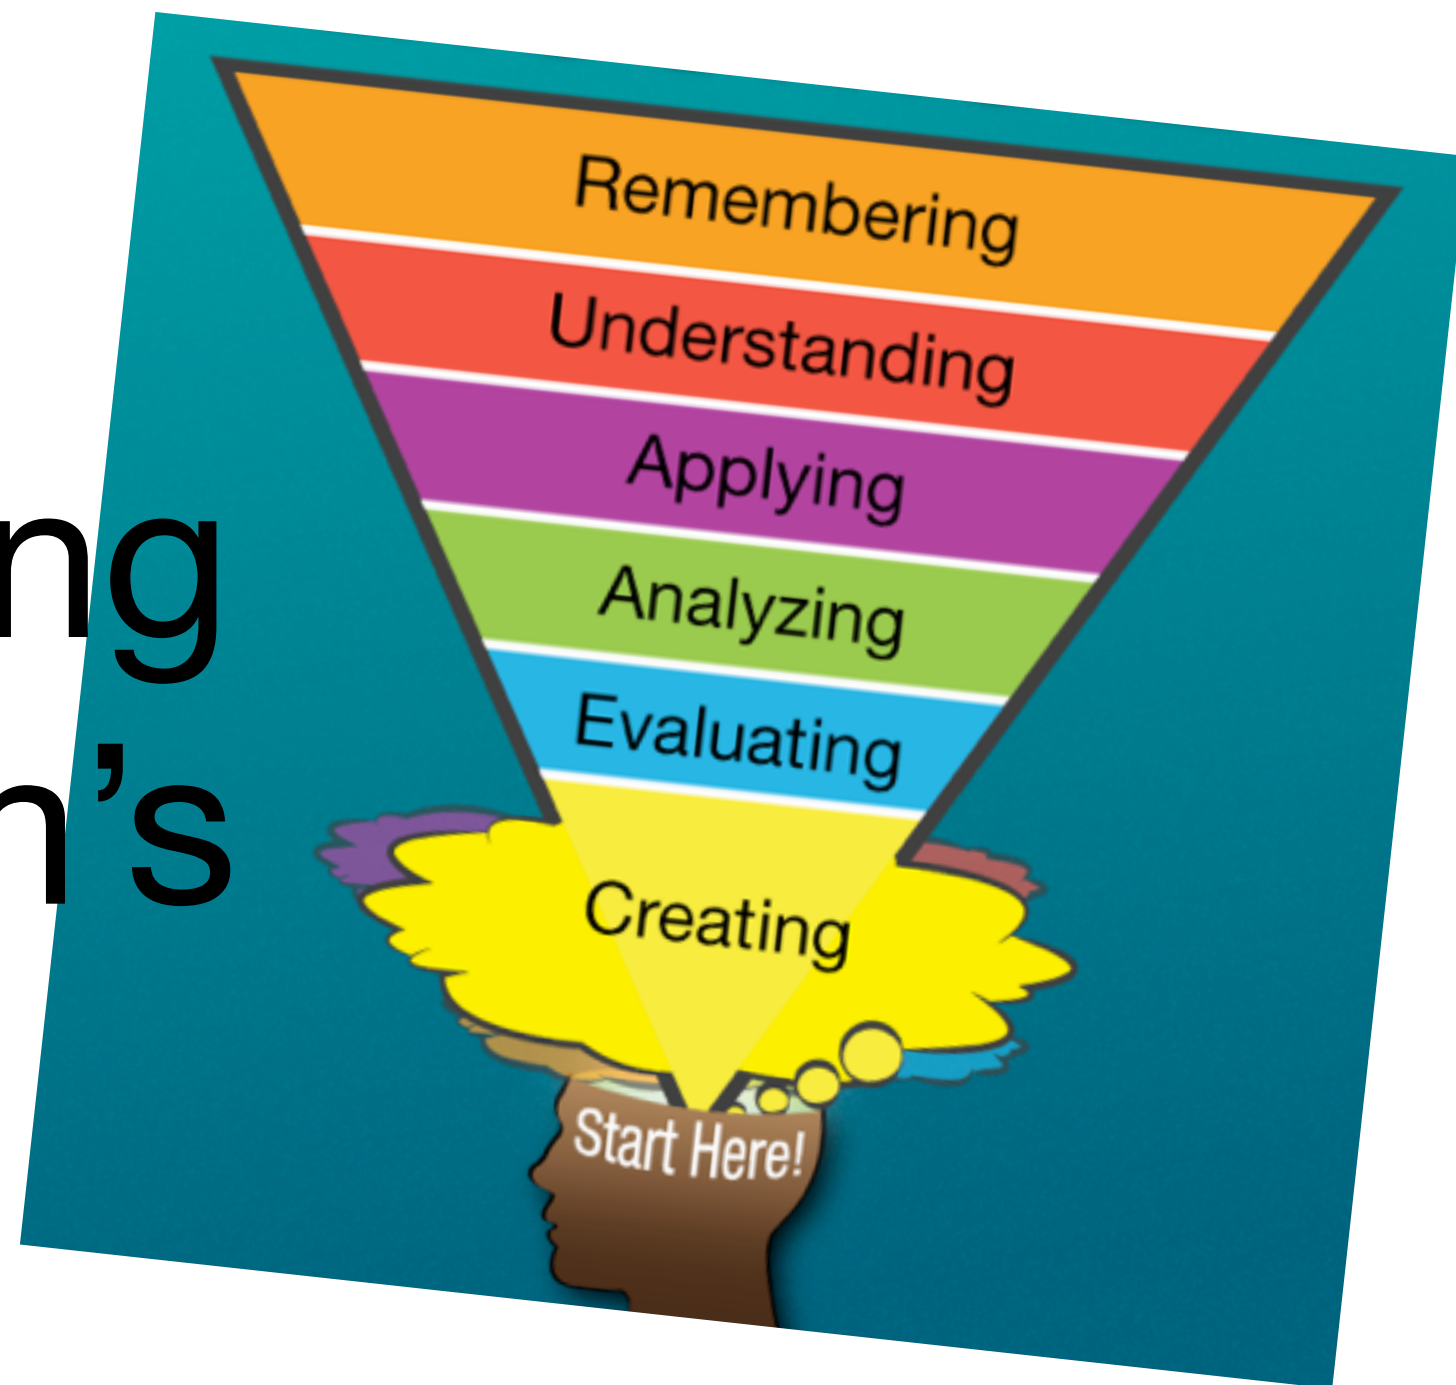 Remembering
Understanding
Applying
Analyzing
Evaluating
Creating
Start Here!
ng
n's